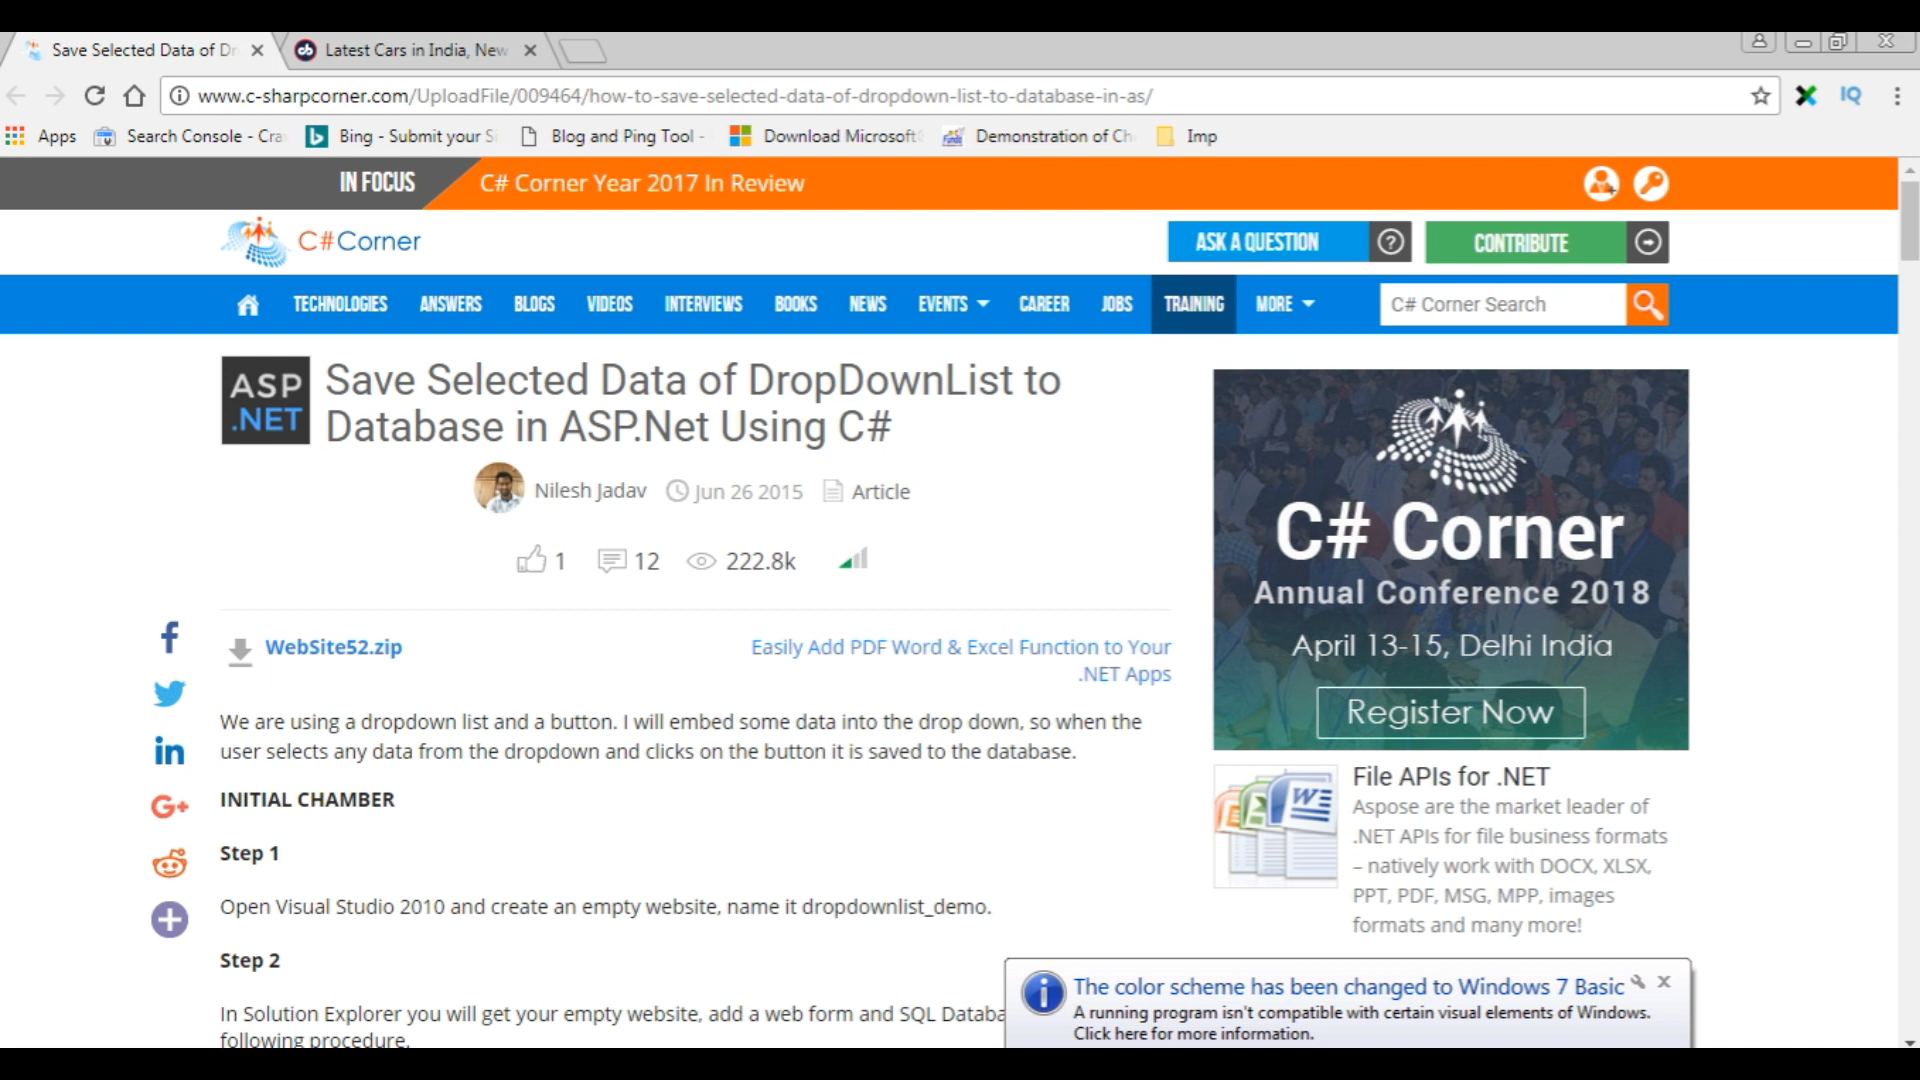 Save Selected Data of Dr
Latest Cars in India, New
www.c-sharpcorner.com/UploadFile/009464/how-to-save-selected-data-of-dropdown-list-to-database-in-as/
IQ
Apps
Search Console - Cra
Bing - Submit your Si
Blog and Ping Tool -
Download Microsoft
Demonstration of Ch
Imp
IN FOCUS
C# Corner Year 2017 In Review
C# Corner
ASK A QUESTION
CONTRIBUTE
TECHNOLOGIES ANSWERS BLOGS VIDEOS INTERVIEWS BOOKS NEWS EVENTS CAREER JOBS TRAINING MORE
C# Corner Search
ASP
.NET
Save Selected Data of DropDownList to
Database in ASP.Net Using C#
Nilesh Jadav Jun 26 2015 Article
1 12 222.8k
WebSite52.zip
Easily Add PDF Word & Excel Function to Your
.NET Apps
We are using a dropdown list and a button. I will embed some data into the drop down, so when the
user selects any data from the dropdown and clicks on the button it is saved to the database.
INITIAL CHAMBER
Step 1
Open Visual Studio 2010 and create an empty website, name it dropdownlist_demo.
Step 2
In Solution Explorer you will get your empty website, add a web form and SQL Databa
following procedure.
C# Corner
Annual Conference 2018
April 13-15, Delhi India
Register Now
File APIs for .NET
Aspose are the market leader of
.NET APIs for file business formats
– natively work with DOCX, XLSX,
PPT, PDF, MSG, MPP, images
formats and many more!
The color scheme has been changed to Windows 7 Basic
A running program isn't compatible with certain visual elements of Windows.
Click here for more information.